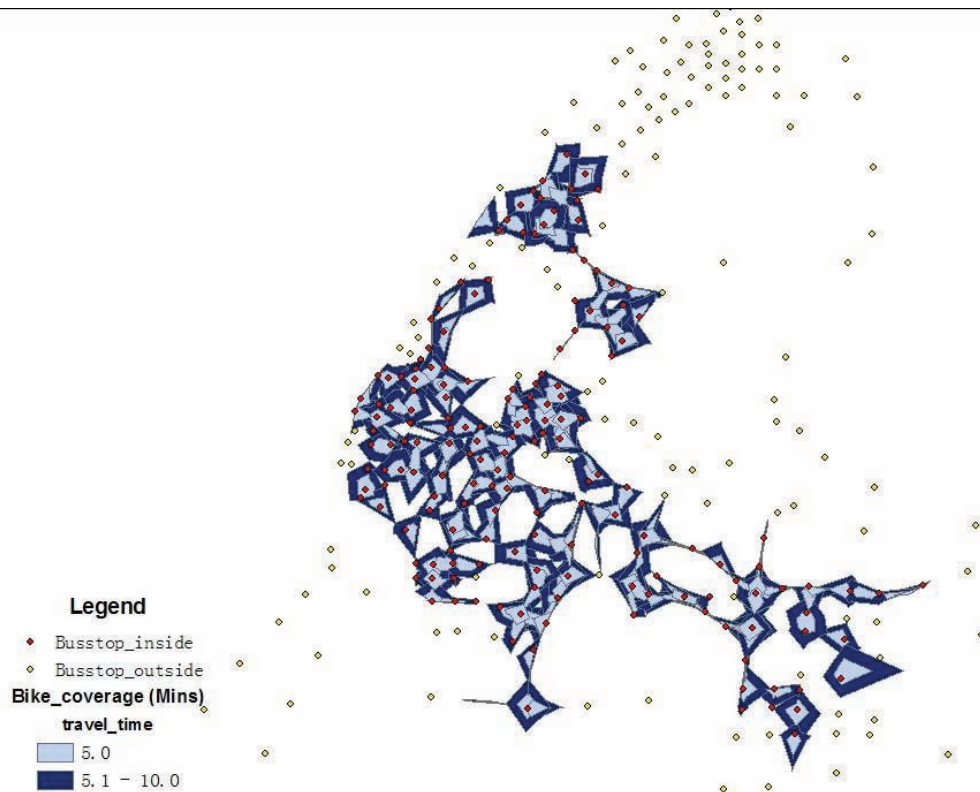 Legend
Busstop_inside
Busstop_outside
Bike_coverage (Mins)
travel_time
5.0
5.1 - 10.0